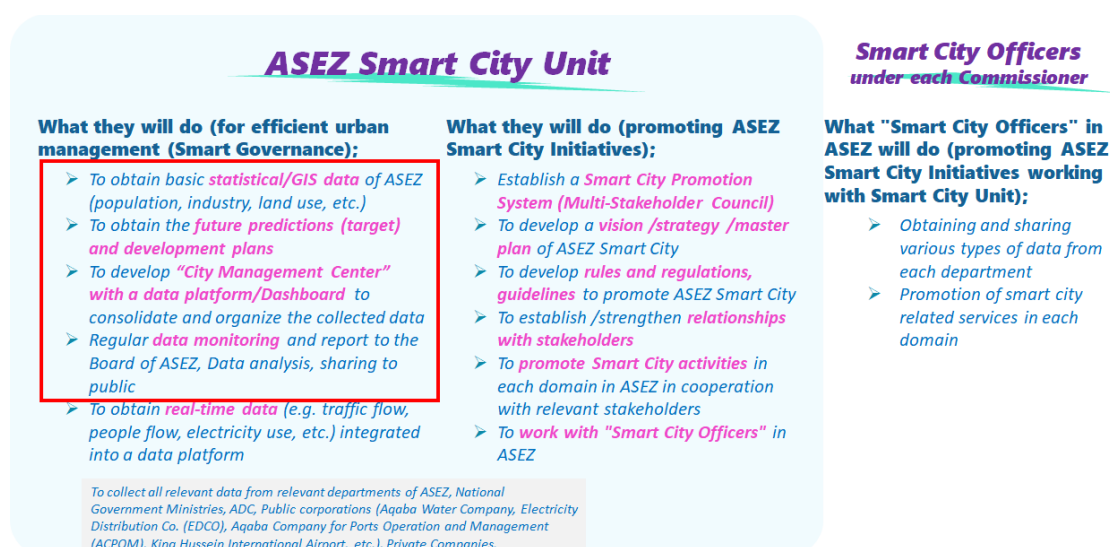 ASEZ Smart City Unit
What they will do (for efficient urban
management (Smart Governance);
➢ To obtain basic statistical/GIS data of ASEZ
(population, industry, land use, etc.)
➢ To obtain the future predictions (target)
and development plans
➢ To develop “City Management Center”
with a data platform/Dashboard to
consolidate and organize the collected data
➢ Regular data monitoring and report to the
Board of ASEZ, Data analysis, sharing to
public
➢ To obtain real-time data (e.g. traffic flow,
people flow, electricity use, etc.) integrated
into a data platform
To collect all relevant data from relevant departments of ASEZ, National
Government Ministries, ADC, Public corporations (Aqaba Water Company, Electricity
Distribution Co. (EDCO), Aqaba Company for Ports Operation and Management
(ACPOM), King Hussein International Airport, etc.), Private Companies,
What they will do (promoting ASEZ
Smart City Initiatives);
➢ Establish a Smart City Promotion
System (Multi-Stakeholder Council)
➢ To develop a vision /strategy /master
plan of ASEZ Smart City
➢ To develop rules and regulations,
guidelines to promote ASEZ Smart City
➢ To establish /strengthen relationships
with stakeholders
➢ To promote Smart City activities in
each domain in ASEZ in cooperation
with relevant stakeholders
➢ To work with "Smart City Officers" in
ASEZ
Smart City Officers
under each Commissioner
What "Smart City Officers" in
ASEZ will do (promoting ASEZ
Smart City Initiatives working
with Smart City Unit);
➢ Obtaining and sharing
various types of data from
each department
➢ Promotion of smart city
related services in each
domain